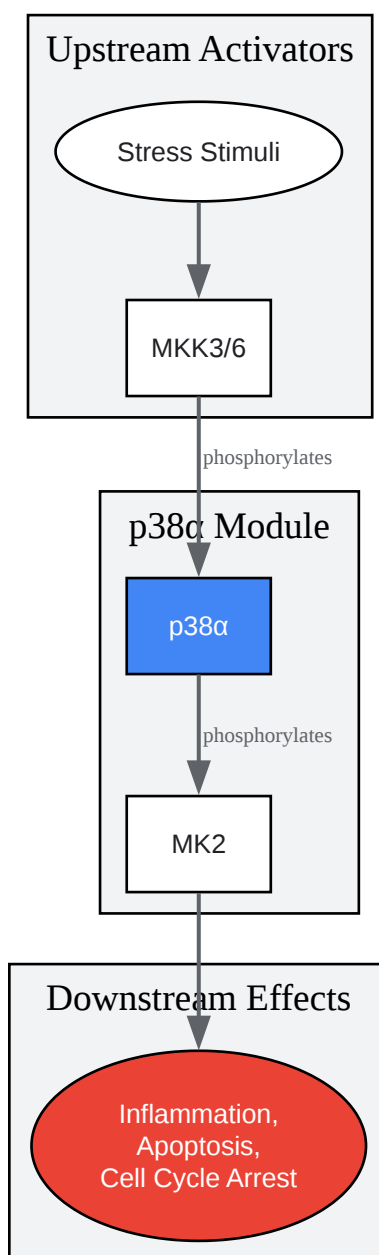 Upstream Activators
Stress Stimuli
MKK3/6
phosphorylates
p38α Module
p38α
phosphorylates
MK2
Downstream Effects
Inflammation,
Apoptosis,
Cell Cycle Arrest